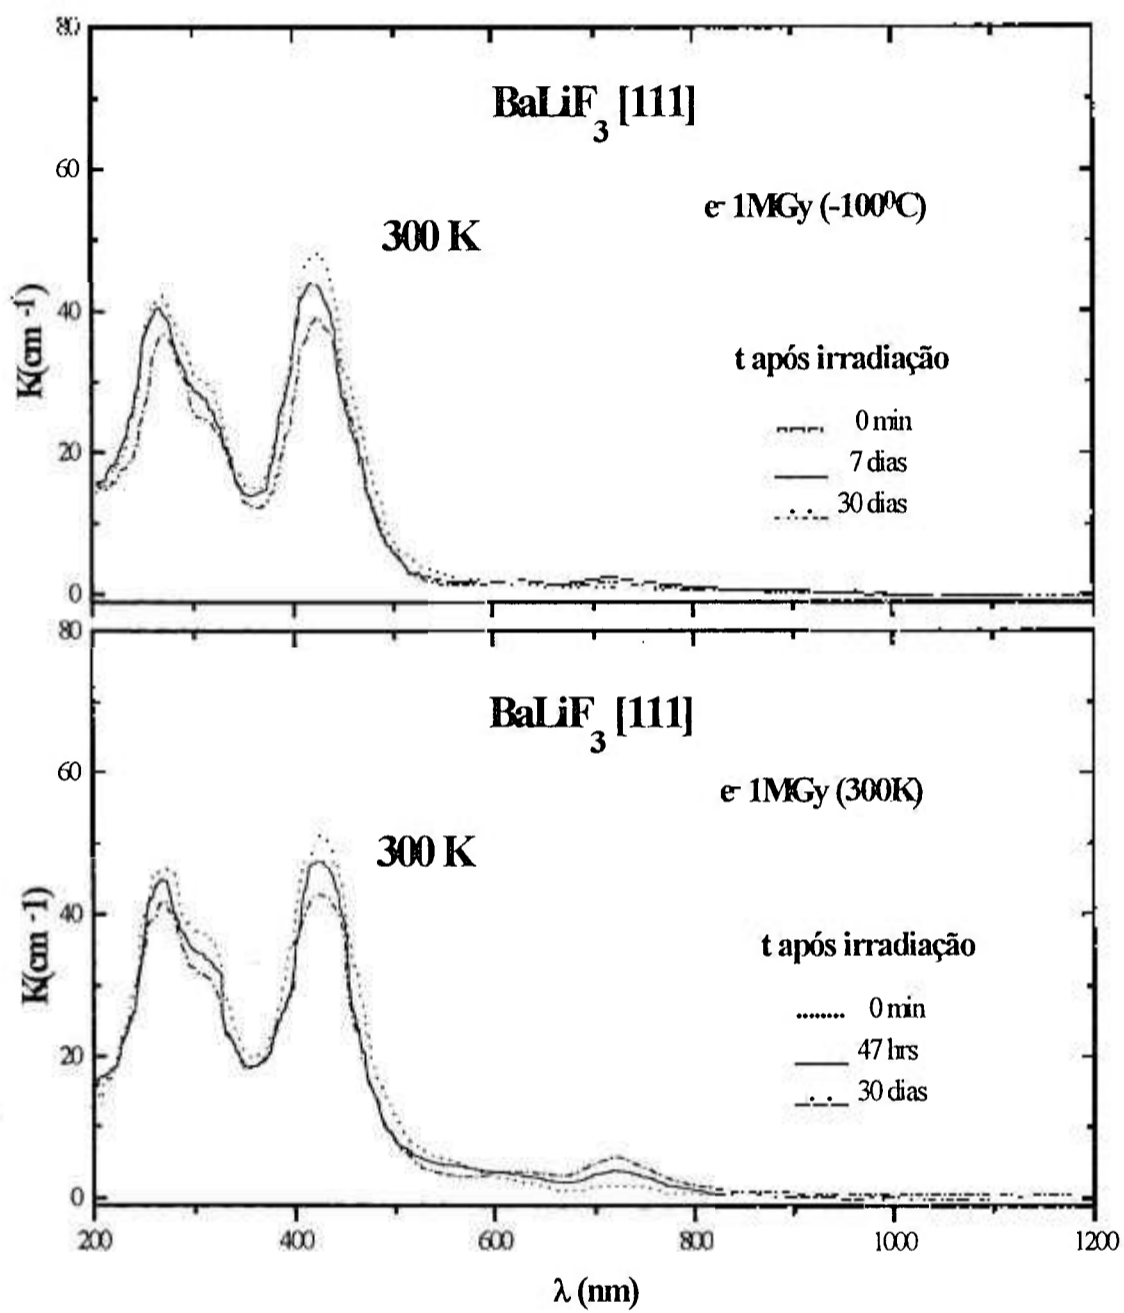 80
BaLiF3 [111]
60
e- 1MGy (-100⁰C)
300 K
40
K(cm -1)
t após irradiação
0 min
20
7 dias
30 dias
0
80
BaLiF3 [111]
60
e- 1MGy (300K)
300 K
40
K(cm -1)
t após irradiação
0 min
20
47 hrs
30 dias
0
200 400 600 800 1000 1200
λ (nm)